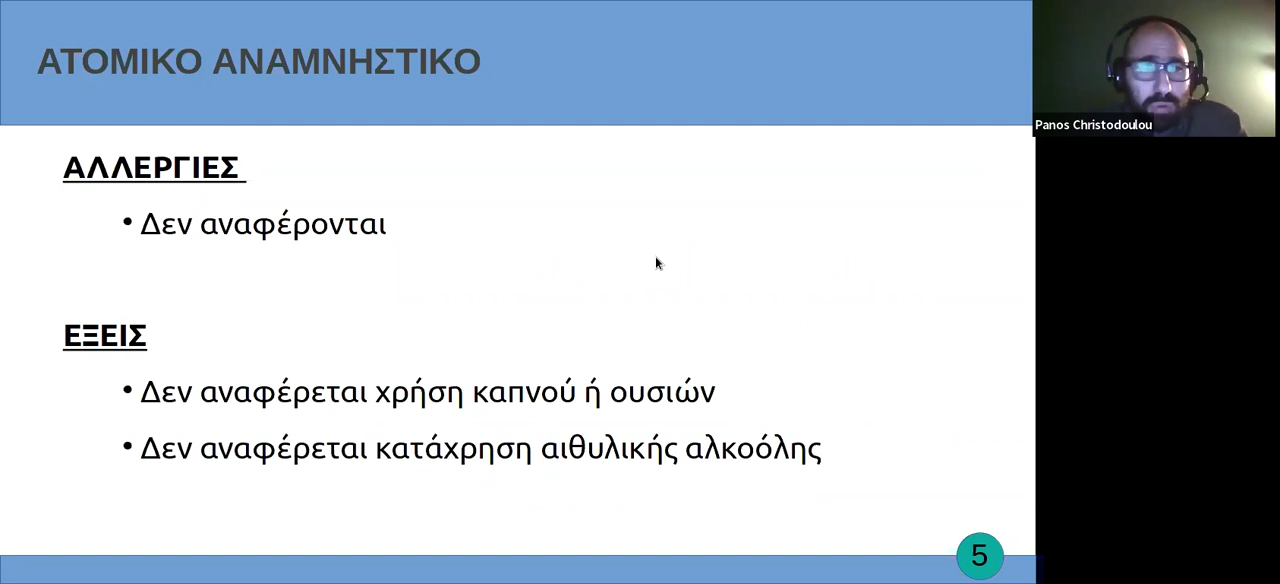 ΑΤΟΜΙΚΟ ΑΝΑΜΝΗΣΤΙΚΟ
Panos Christodoulou
ΑΛΛΕΡΓΙΕΣ
• Δεν αναφέρονται
ΕΞΕΙΣ
• Δεν αναφέρεται χρήση καπνού ή ουσιών
• Δεν αναφέρεται κατάχρηση αιθυλικής αλκοόλης
5